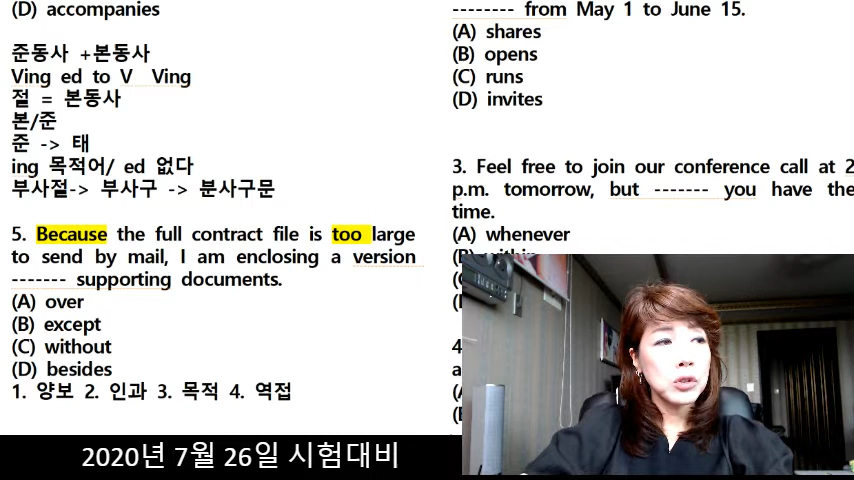 (D) accompanies
준동사 +본동사
Ving ed to V Ving
절 = 본동사
본/준
준 -> 태
ing 목적어/ ed 없다
부사절-> 부사구 -> 분사구문
5. Because the full contract file is too large
to send by mail, I am enclosing a version
------- supporting documents.
(A) over
(B) except
(C) without
(D) besides
1. 양보 2. 인과 3. 목적 4. 역접
-------- from May 1 to June 15.
(A) shares
(B) opens
(C) runs
(D) invites
3. Feel free to join our conference call at 2
p.m. tomorrow, but ------- you have the
time.
(A) whenever
2020년 7월 26일 시험대비